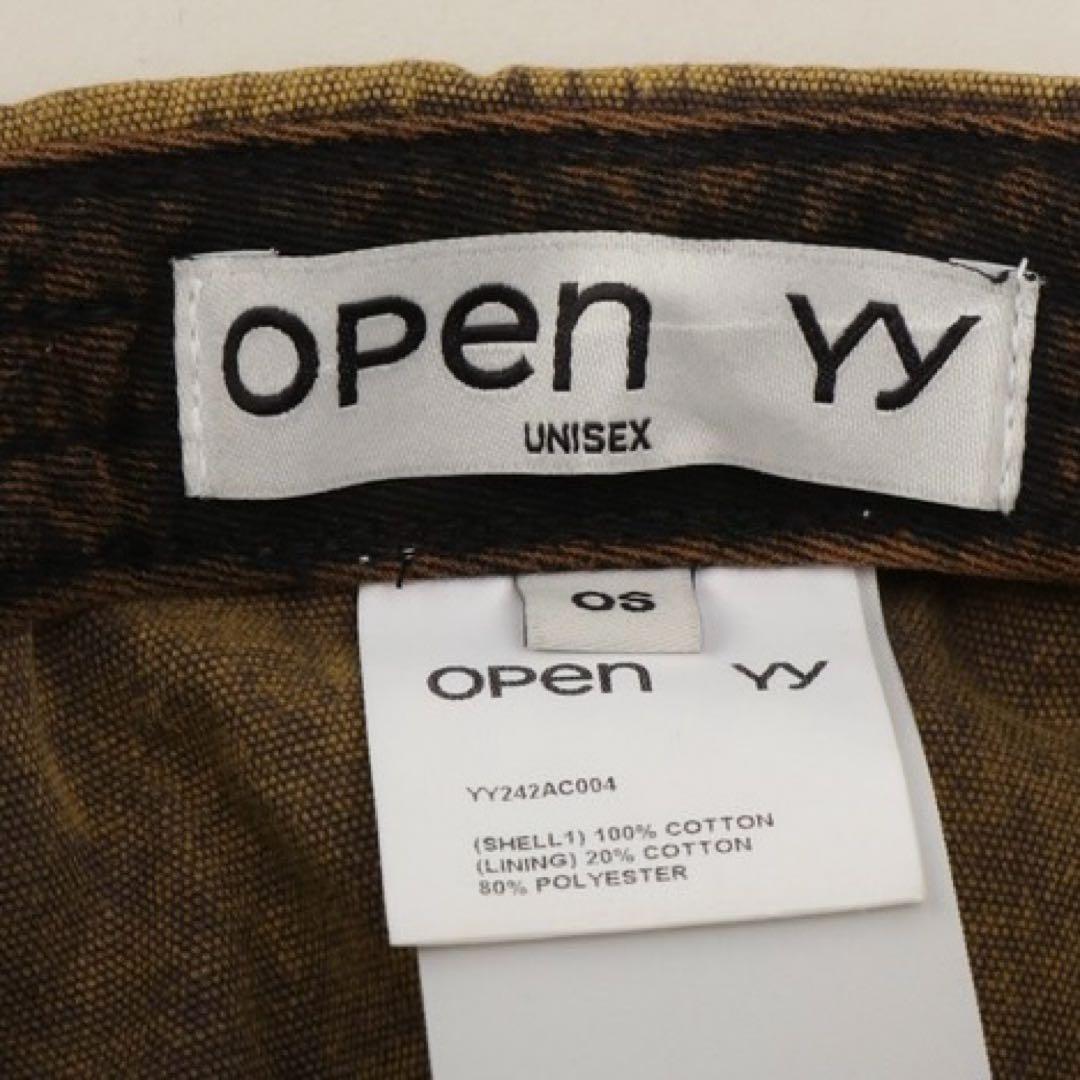 OPen YY
UNISEX
OS
OPen YY
YY242AC004
(SHELL1) 100% COTTON
(LINING) 20% COTTON
80% POLYESTER